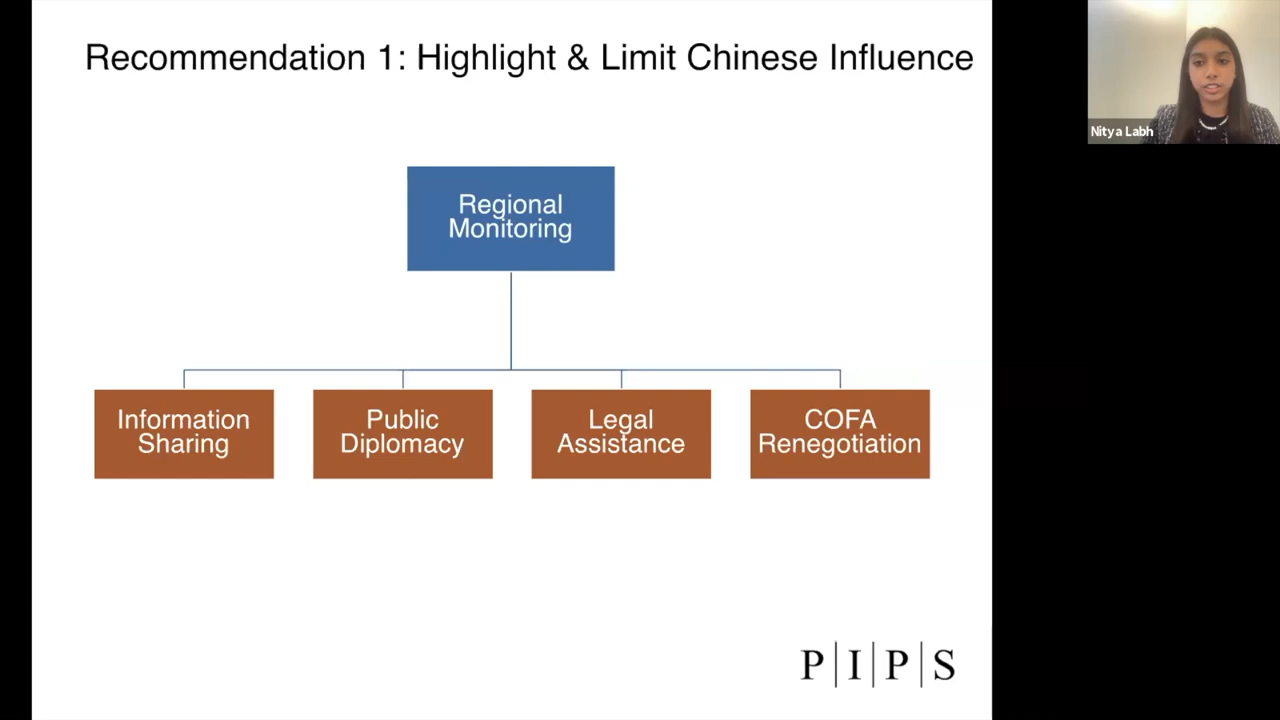 Recommendation 1: Highlight & Limit Chinese Influence
Nitya Labh
Regional
Monitoring
Information
Sharing
Public
Diplomacy
Legal
Assistance
COFA
Renegotiation
P|I|P|S